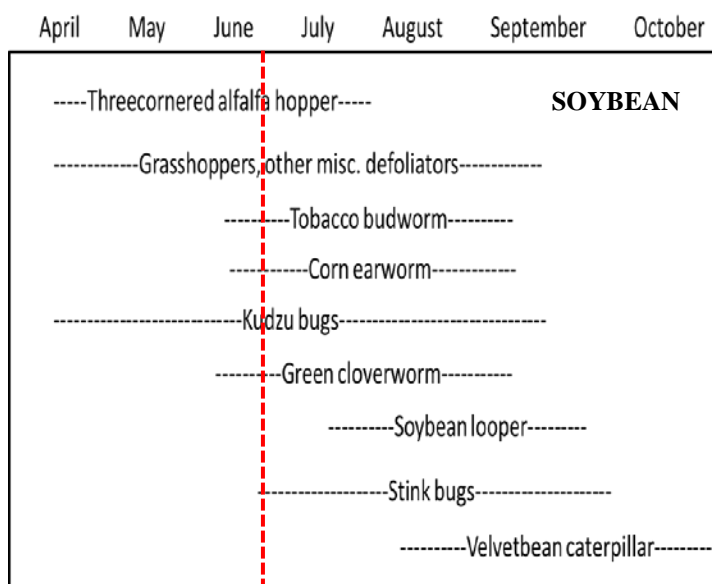 April May June July August September October
-----Threecornered alfalfa hopper-----
SOYBEAN
-------------Grasshoppers, other misc. defoliators-------------
----------Tobacco budworm----------
------------Corn earworm-------------
-----------------------------Kudzu bugs--------------------------------
----------Green cloverworm-----------
----------Soybean looper---------
--------------------Stink bugs---------------------
----------Velvetbean caterpillar---------